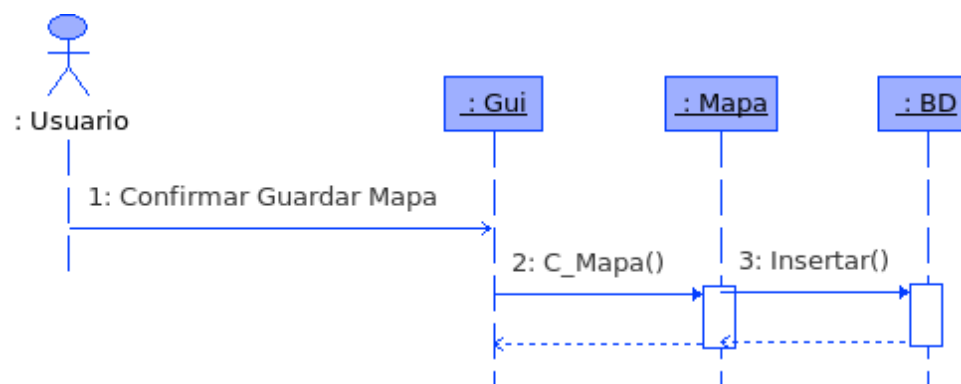 : Gui
: Mapa
: BD
: Usuario
1: Confirmar Guardar Mapa
2: C_Mapa()
3: Insertar()